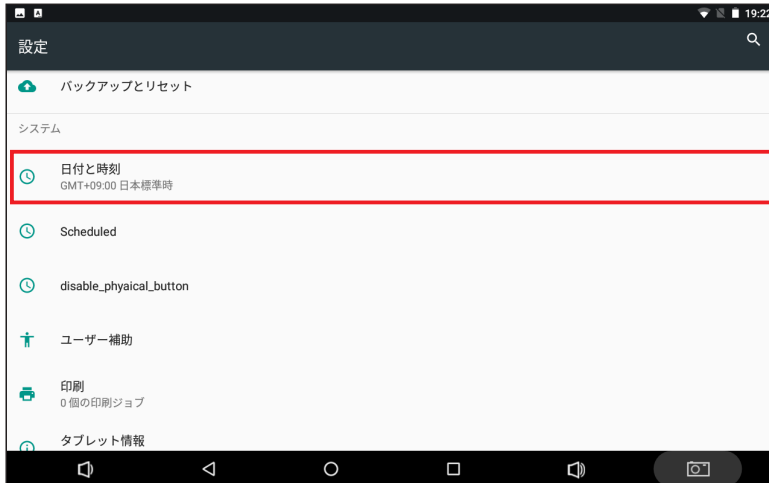 19:22
設定
バックアップとリセット
システム
日付と時刻
GMT+09:00 日本標準時
Scheduled
disable_phyaical_button
ユーザー補助
印刷
0 個の印刷ジョブ
タブレット情報